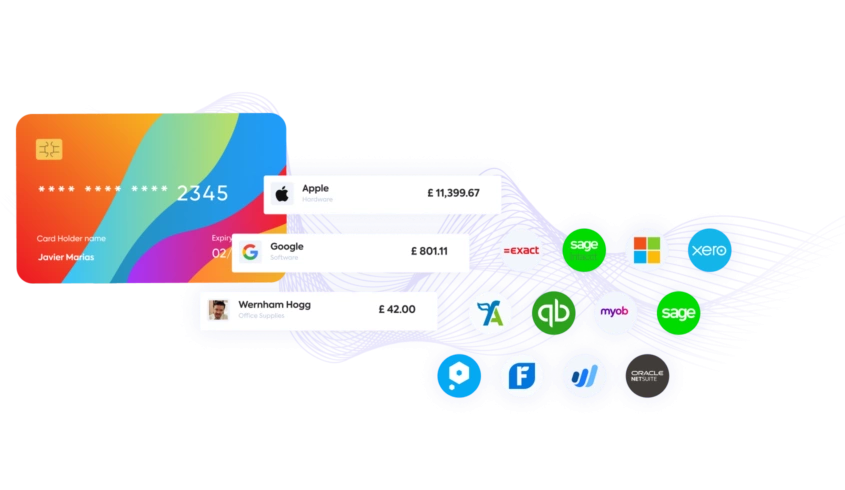 **** **** **** 2345
Card Holder name
Expiry
Javier Marias
02/
Apple
Hardware
£ 11,399.67
Google
Software
£ 801.11
Wernham Hogg
Office Supplies
£ 42.00
=exact
sage
xero
qb
myob
sage
F
ORACLE
NETSUITE